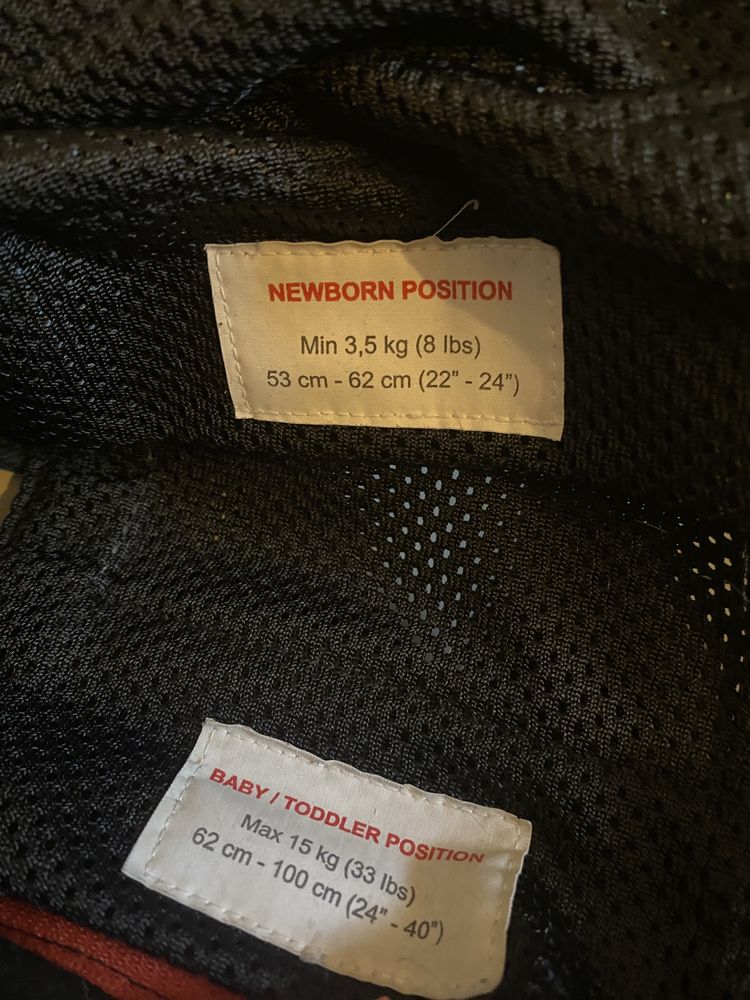 NEWBORN POSITION
Min 3,5 kg (8 lbs)
53 cm - 62 cm (22” - 24”)
BABY / TODDLER POSITION
Max 15 kg (33 lbs)
62 cm - 100 cm (24” - 40”)